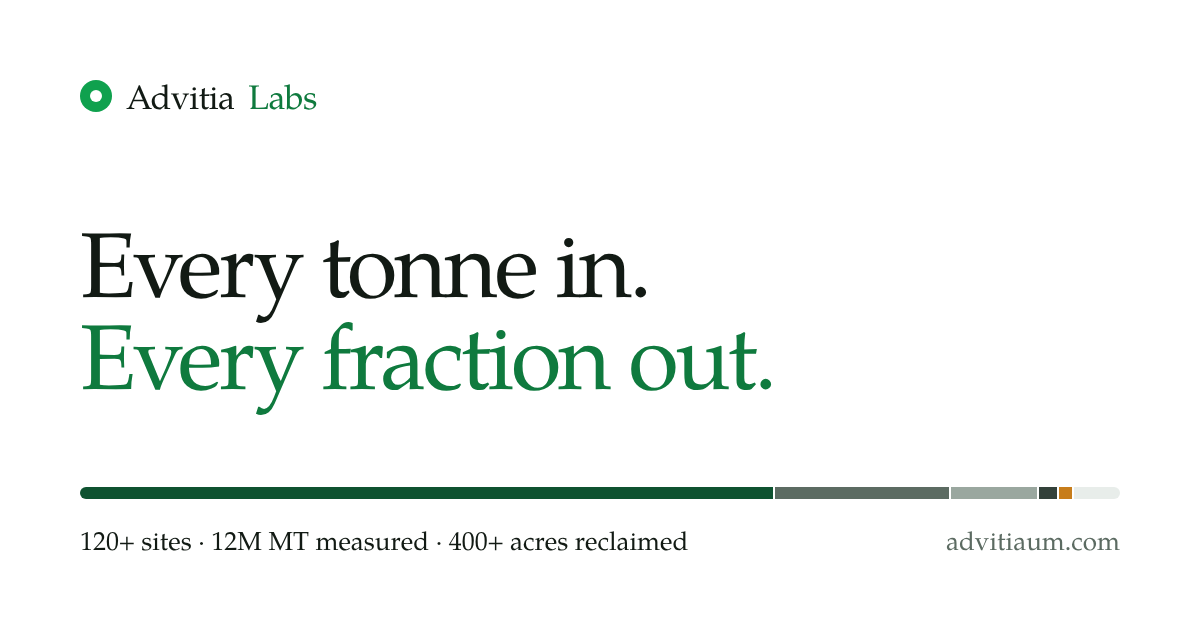 Advitia Labs
Every tonne in.
Every fraction out.
120+ sites · 12M MT measured · 400+ acres reclaimed
advitiaum.com